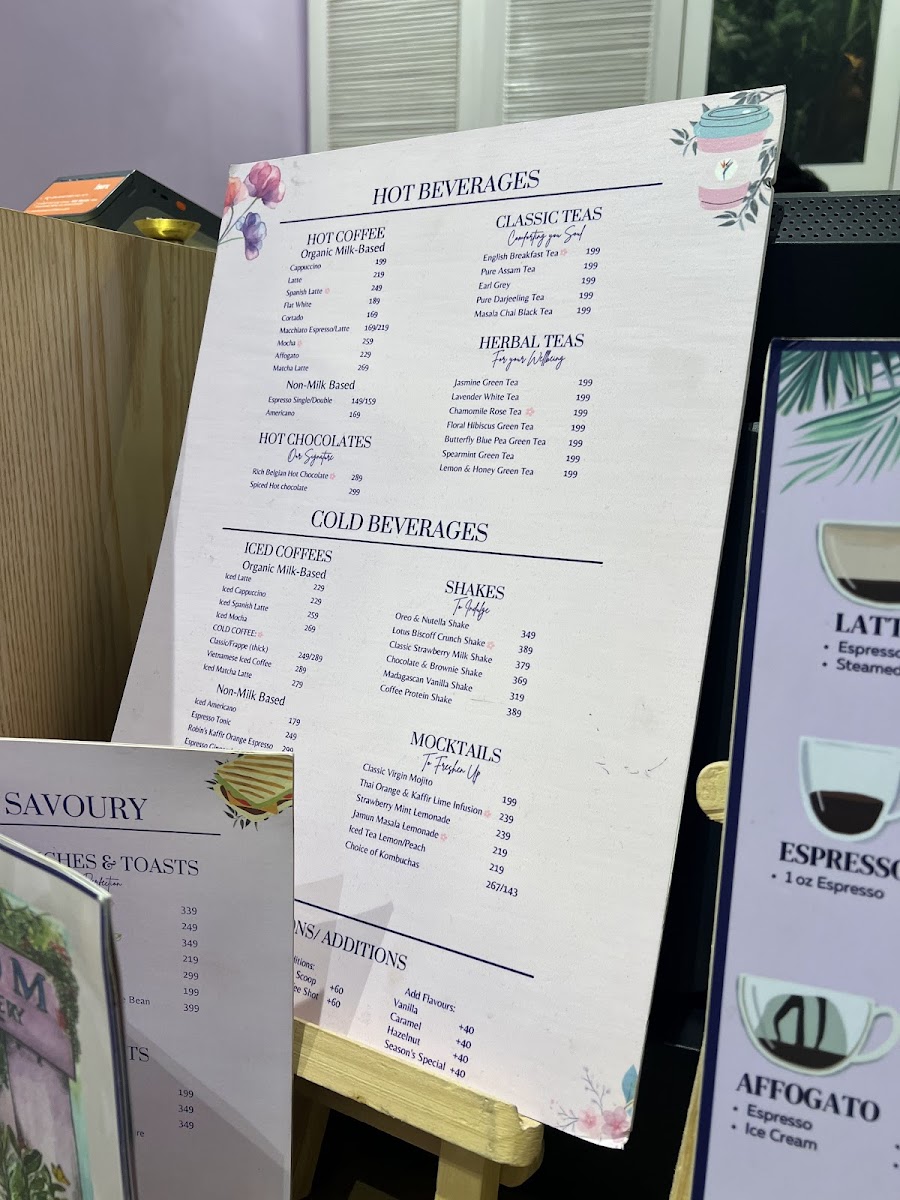 HOT BEVERAGES
HOT COFFEE
Organic Milk-Based
Cappuccino 199
Latte 219
Spanish Latte 249
Flat White 189
Cortado 169
Macchiato Espresso/Latte 169/219
Mocha 259
Affogato 229
Matcha Latte 269
Non-Milk Based
Espresso Single/Double 149/159
Americano 169
HOT CHOCOLATES
Our Signature
Rich Belgian Hot Chocolate 289
Spiced Hot chocolate 299
CLASSIC TEAS
Comforting you Soul
English Breakfast Tea 199
Pure Assam Tea 199
Earl Grey 199
Pure Darjeeling Tea 199
Masala Chai Black Tea 199
HERBAL TEAS
For your Wellbeing
Jasmine Green Tea 199
Lavender White Tea 199
Chamomile Rose Tea 199
Floral Hibiscus Green Tea 199
Butterfly Blue Pea Green Tea 199
Spearmint Green Tea 199
Lemon & Honey Green Tea 199
COLD BEVERAGES
ICED COFFEES
Organic Milk-Based
Iced Latte 229
Iced Cappuccino 229
Iced Spanish Latte 259
Iced Mocha 269
COLD COFFEE:
Classic/Frappe (thick) 249/289
Vietnamese Iced Coffee 289
Iced Matcha Latte 279
Non-Milk Based
Iced Americano 179
Espresso Tonic 249
Robin's Kaffir Orange Espresso 299
SHAKES
To Indulge
Oreo & Nutella Shake 349
Lotus Biscoff Crunch Shake 389
Classic Strawberry Milk Shake 379
Chocolate & Brownie Shake 369
Madagascan Vanilla Shake 319
Coffee Protein Shake 389
MOCKTAILS
To Freshen Up
Classic Virgin Mojito 199
Thai Orange & Kaffir Lime Infusion 239
Strawberry Mint Lemonade 239
Jamun Masala Lemonade 219
Iced Tea Lemon/Peach 219
Choice of Kombuchas 267/143
ONS/ ADDITIONS
ditions:
Scoop +60
ee Shot +60
Add Flavours:
Vanilla +40
Caramel +40
Hazelnut +40
Season's Special +40
SAVOURY
CHES & TOASTS
339
249
349
219
299
199
e Bean 399
TS
199
349
349
re
OM
ERY
LATT
• Espresso
• Steamed
ESPRESSO
• 1 oz Espresso
AFFOGATO
• Espresso
• Ice Cream